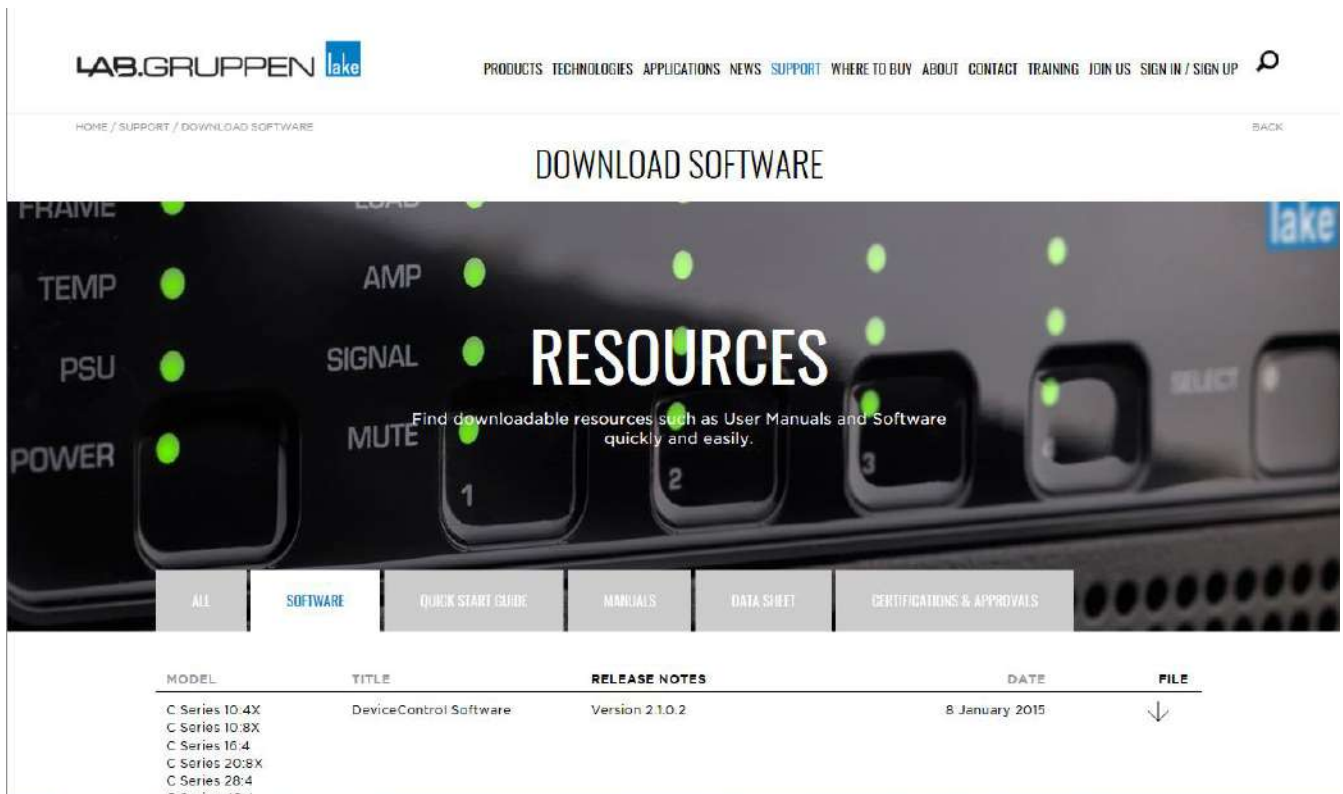 LAB.GRUPPEN lake
PRODUCTS TECHNOLOGIES APPLICATIONS NEWS SUPPORT WHERE TO BUY ABOUT CONTACT TRAINING JOIN US SIGN IN / SIGN UP
HOME / SUPPORT / DOWNLOAD SOFTWARE
BACK
DOWNLOAD SOFTWARE
FRAME
LOAD
lake
TEMP
AMP
PSU
SIGNAL
RESOURCES
SELECT
Find downloadable resources such as User Manuals and Software
quickly and easily.
MUTE
POWER
1
2
3
ALL SOFTWARE QUICK START GUIDE MANUALS DATA SHEET CERTIFICATIONS & APPROVALS
MODEL TITLE RELEASE NOTES DATE FILE
C Series 10:4X DeviceControl Software Version 2.1.0.2 8 January 2015
C Series 10:8X
C Series 16:4
C Series 20:8X
C Series 28:4